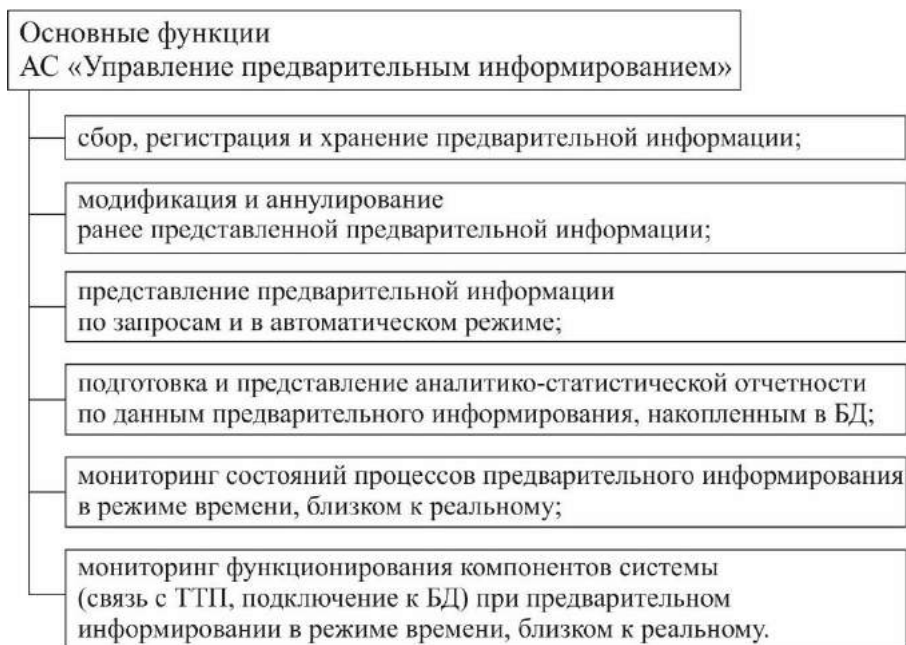 Основные функции
АС «Управление предварительным информированием»
сбор, регистрация и хранение предварительной информации;
модификация и аннулирование
ранее представленной предварительной информации;
представление предварительной информации
по запросам и в автоматическом режиме;
подготовка и представление аналитико-статистической отчетности
по данным предварительного информирования, накопленным в БД;
мониторинг состояний процессов предварительного информирования
в режиме времени, близком к реальному;
мониторинг функционирования компонентов системы
(связь с ТТП, подключение к БД) при предварительном
информировании в режиме времени, близком к реальному.